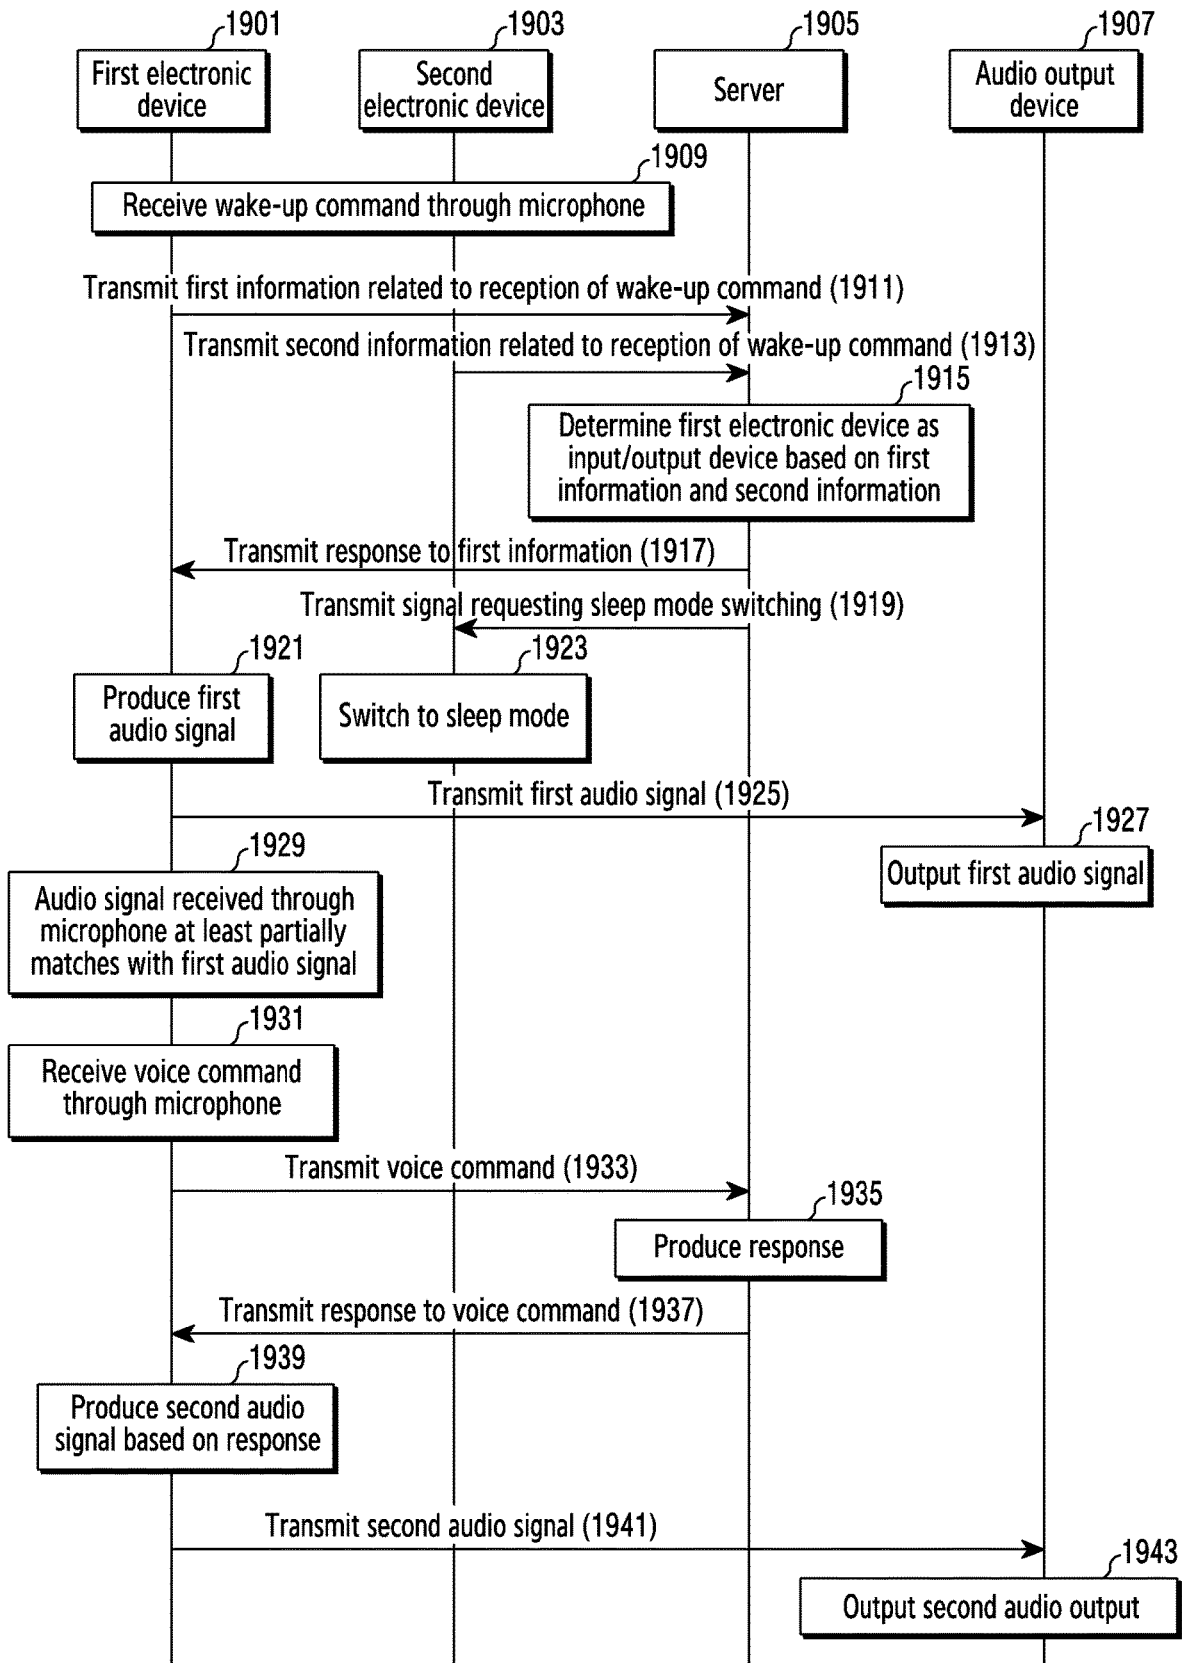 1901
1903
1905
1907
First electronic
device
Second
electronic device
Server
Audio output
device
1909
Receive wake-up command through microphone
Transmit first information related to reception of wake-up command (1911)
Transmit second information related to reception of wake-up command (1913)
1915
Determine first electronic device as
input/output device based on first
information and second information
Transmit response to first information (1917)
Transmit signal requesting sleep mode switching (1919)
1921
1923
Produce first
audio signal
Switch to sleep mode
Transmit first audio signal (1925)
1927
Output first audio signal
1929
Audio signal received through
microphone at least partially
matches with first audio signal
1931
Receive voice command
through microphone
Transmit voice command (1933)
1935
Produce response
Transmit response to voice command (1937)
1939
Produce second audio
signal based on response
Transmit second audio signal (1941)
1943
Output second audio output